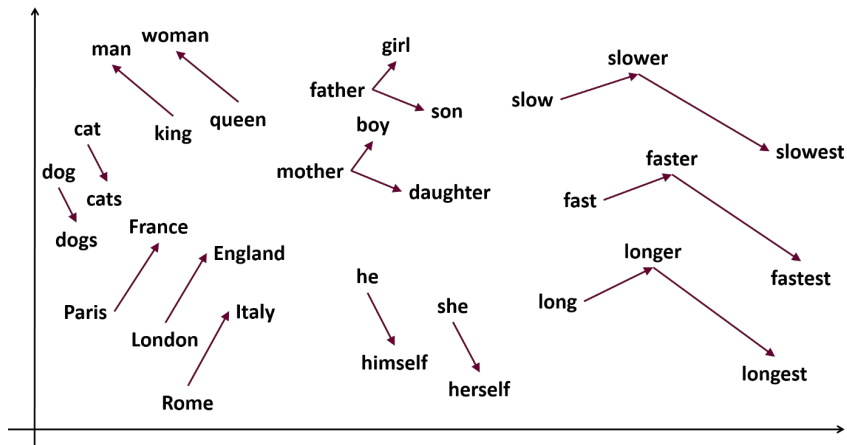 man
woman
king
queen
cat
cats
dog
dogs
France
Paris
England
London
Italy
Rome
girl
father
son
boy
mother
daughter
he
himself
she
herself
slower
slow
slowest
faster
fast
fastest
longer
long
longest